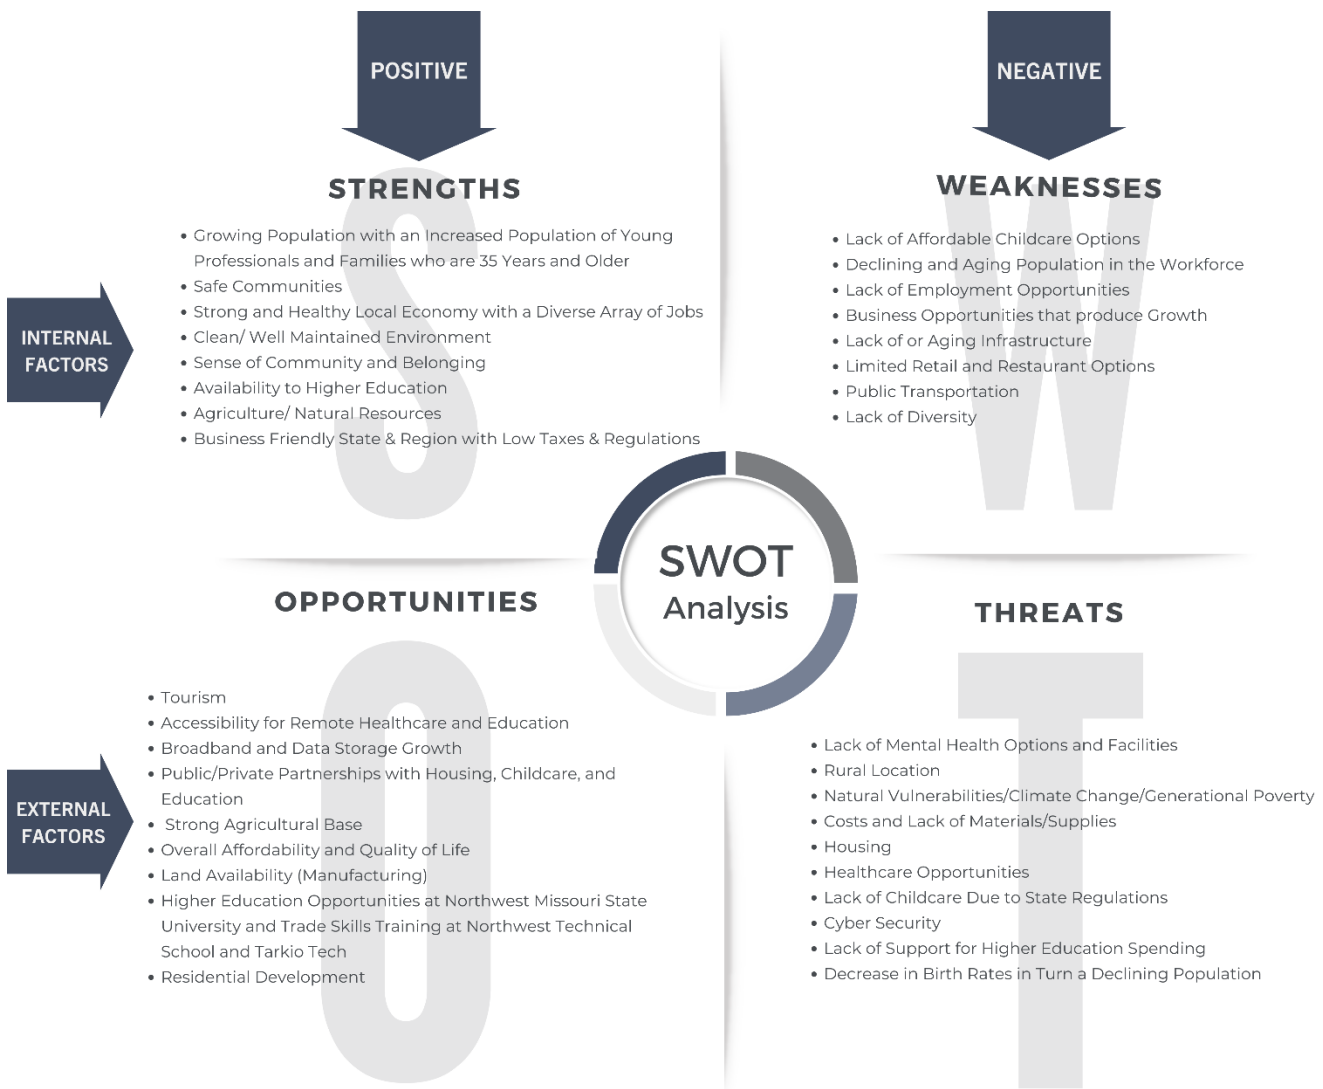 POSITIVE
NEGATIVE
STRENGTHS
• Growing Population with an Increased Population of Young
Professionals and Families who are 35 Years and Older
• Safe Communities
• Strong and Healthy Local Economy with a Diverse Array of Jobs
• Clean/ Well Maintained Environment
• Sense of Community and Belonging
• Availability to Higher Education
• Agriculture/ Natural Resources
• Business Friendly State & Region with Low Taxes & Regulations
WEAKNESSES
• Lack of Affordable Childcare Options
• Declining and Aging Population in the Workforce
• Lack of Employment Opportunities
• Business Opportunities that produce Growth
• Lack of or Aging Infrastructure
• Limited Retail and Restaurant Options
• Public Transportation
• Lack of Diversity
INTERNAL
FACTORS
S
W
SWOT
Analysis
OPPORTUNITIES
• Tourism
• Accessibility for Remote Healthcare and Education
• Broadband and Data Storage Growth
• Public/Private Partnerships with Housing, Childcare, and
Education
• Strong Agricultural Base
• Overall Affordability and Quality of Life
• Land Availability (Manufacturing)
• Higher Education Opportunities at Northwest Missouri State
University and Trade Skills Training at Northwest Technical
School and Tarkio Tech
• Residential Development
THREATS
• Lack of Mental Health Options and Facilities
• Rural Location
• Natural Vulnerabilities/Climate Change/Generational Poverty
• Costs and Lack of Materials/Supplies
• Housing
• Healthcare Opportunities
• Lack of Childcare Due to State Regulations
• Cyber Security
• Lack of Support for Higher Education Spending
• Decrease in Birth Rates in Turn a Declining Population
EXTERNAL
FACTORS
O
T